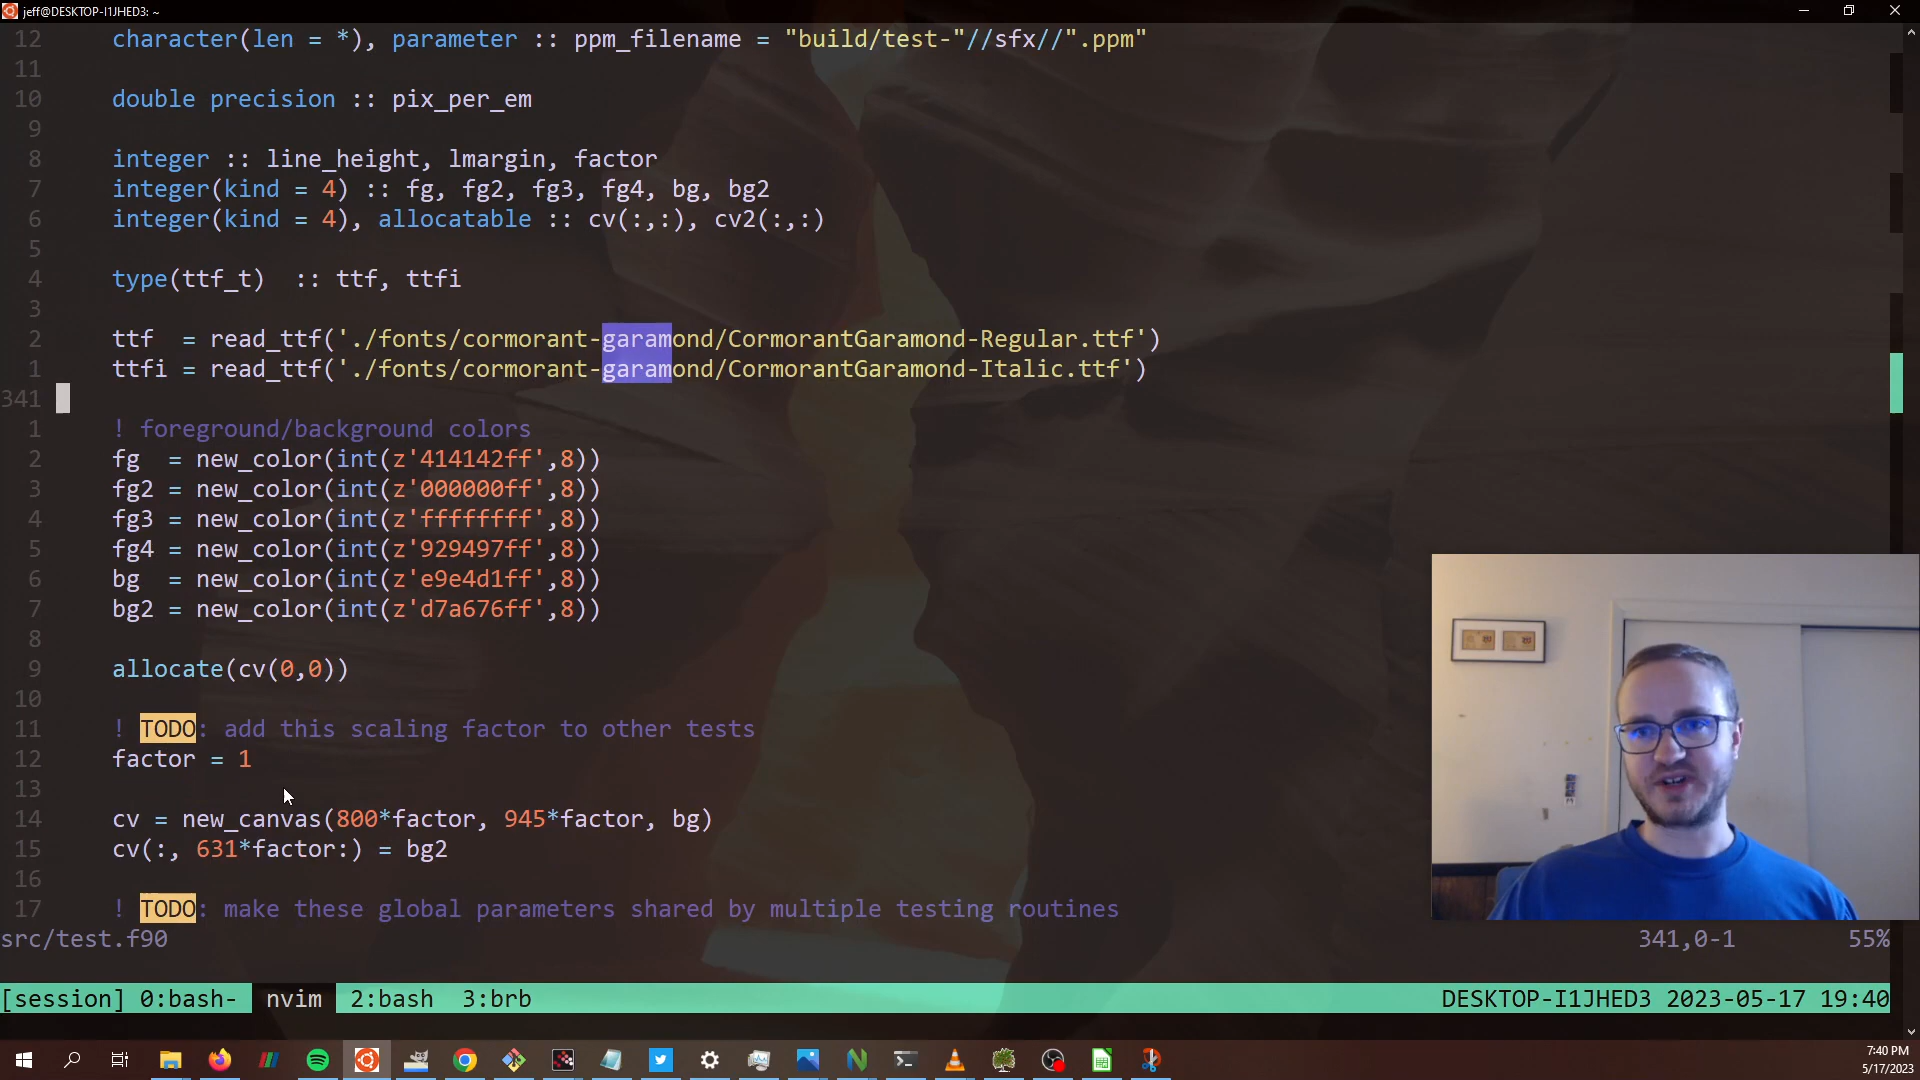 jeff@DESKTOP-I1JHED3: ~
12 character(len = *), parameter :: ppm_filename = "build/test-"//sfx//".ppm"
11
10 double precision :: pix_per_em
9
8 integer :: line_height, lmargin, factor
7 integer(kind = 4) :: fg, fg2, fg3, fg4, bg, bg2
6 integer(kind = 4), allocatable :: cv(:,:), cv2(:,:)
5
4 type(ttf_t)  :: ttf, ttfi
3
2 ttf  = read_ttf('./fonts/cormorant-garamond/CormorantGaramond-Regular.ttf')
1 ttfi = read_ttf('./fonts/cormorant-garamond/CormorantGaramond-Italic.ttf')
341
1 ! foreground/background colors
2 fg  = new_color(int(z'414142ff',8))
3 fg2 = new_color(int(z'000000ff',8))
4 fg3 = new_color(int(z'ffffffff',8))
5 fg4 = new_color(int(z'929497ff',8))
6 bg  = new_color(int(z'e9e4d1ff',8))
7 bg2 = new_color(int(z'd7a676ff',8))
8
9 allocate(cv(0,0))
10
11 ! TODO: add this scaling factor to other tests
12 factor = 1
13
14 cv = new_canvas(800*factor, 945*factor, bg)
15 cv(:, 631*factor:) = bg2
16
17 ! TODO: make these global parameters shared by multiple testing routines
src/test.f90 341,0-1 55%
[session] 0:bash- nvim 2:bash 3:brb DESKTOP-I1JHED3 2023-05-17 19:40
7:40 PM
5/17/2023